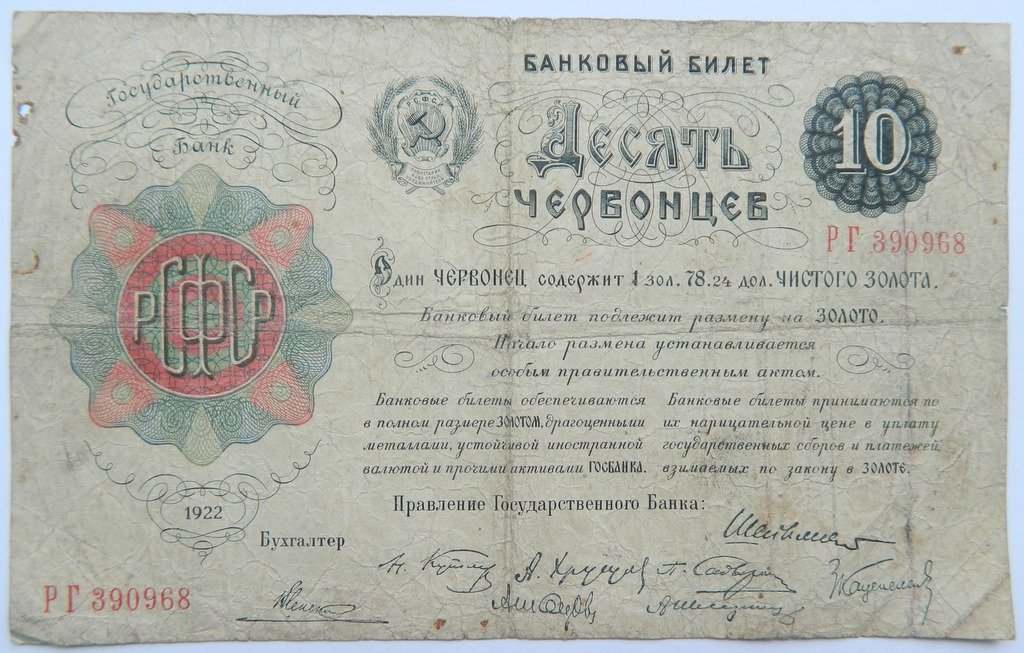 Государственный
Банк
РСФСР
БАНКОВЫЙ БИЛЕТ
ДЕСЯТЬ
ЧЕРВОНЦЕВ
10
РСФСР
РГ 390968
Один ЧЕРВОНЕЦ содержит 1 зол. 78.24 дол. ЧИСТОГО ЗОЛОТА.
Банковый билет подлежит размену на ЗОЛОТО.
Начало размена устанавливается
особым правительственным актом.
Банковые билеты обеспечиваются
в полном размере ЗОЛОТОМ, драгоценными
металлами, устойчивой иностранной
валютой и прочими активами ГОСБАНКА.
Банковые билеты принимаются по
их нарицательной цене в уплату
государственных сборов и платежей,
взимаемых по закону в ЗОЛОТЕ.
1922
Правление Государственного Банка:
Бухгалтер
РГ 390968